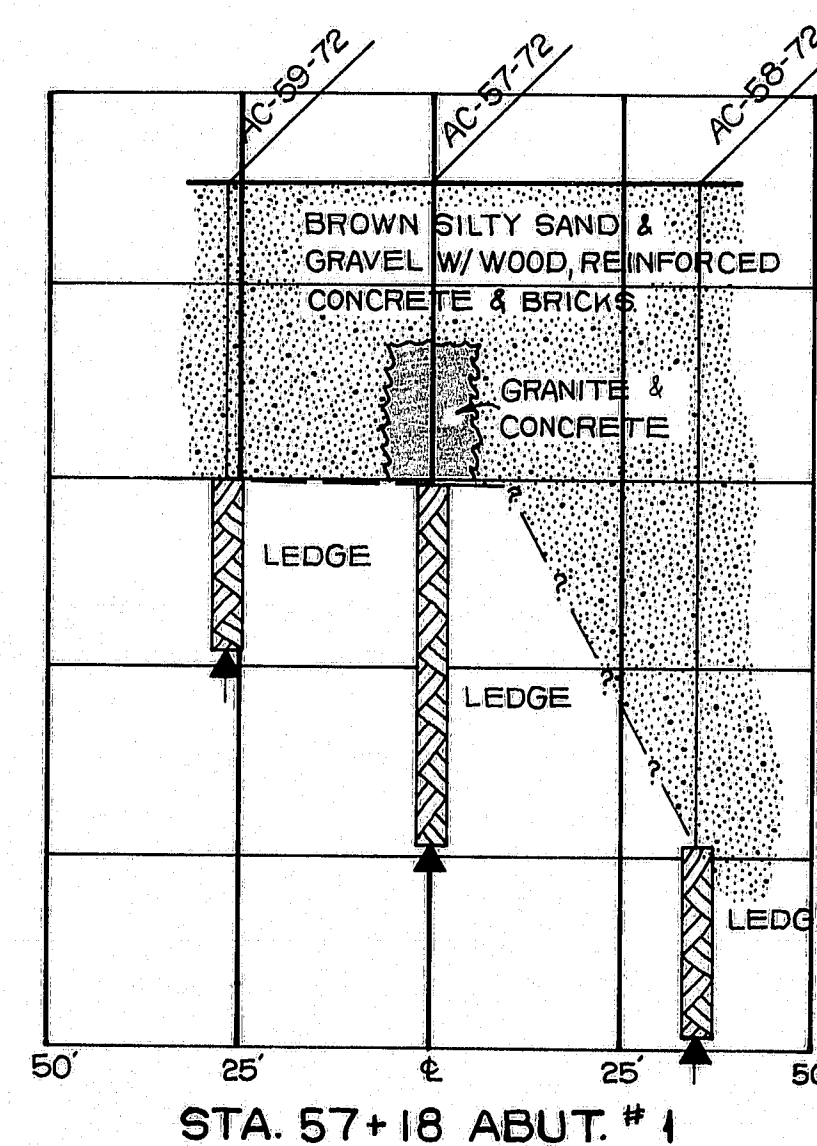 AC-59-72
AC-57-72
AC-58-72
BROWN SILTY SAND &
GRAVEL W/ WOOD, REINFORCED
CONCRETE & BRICKS
GRANITE &
CONCRETE
?
LEDGE
?
?
LEDGE
?
LEDG
50' 25' ℄ 25' 50
STA. 57+18 ABUT. #1